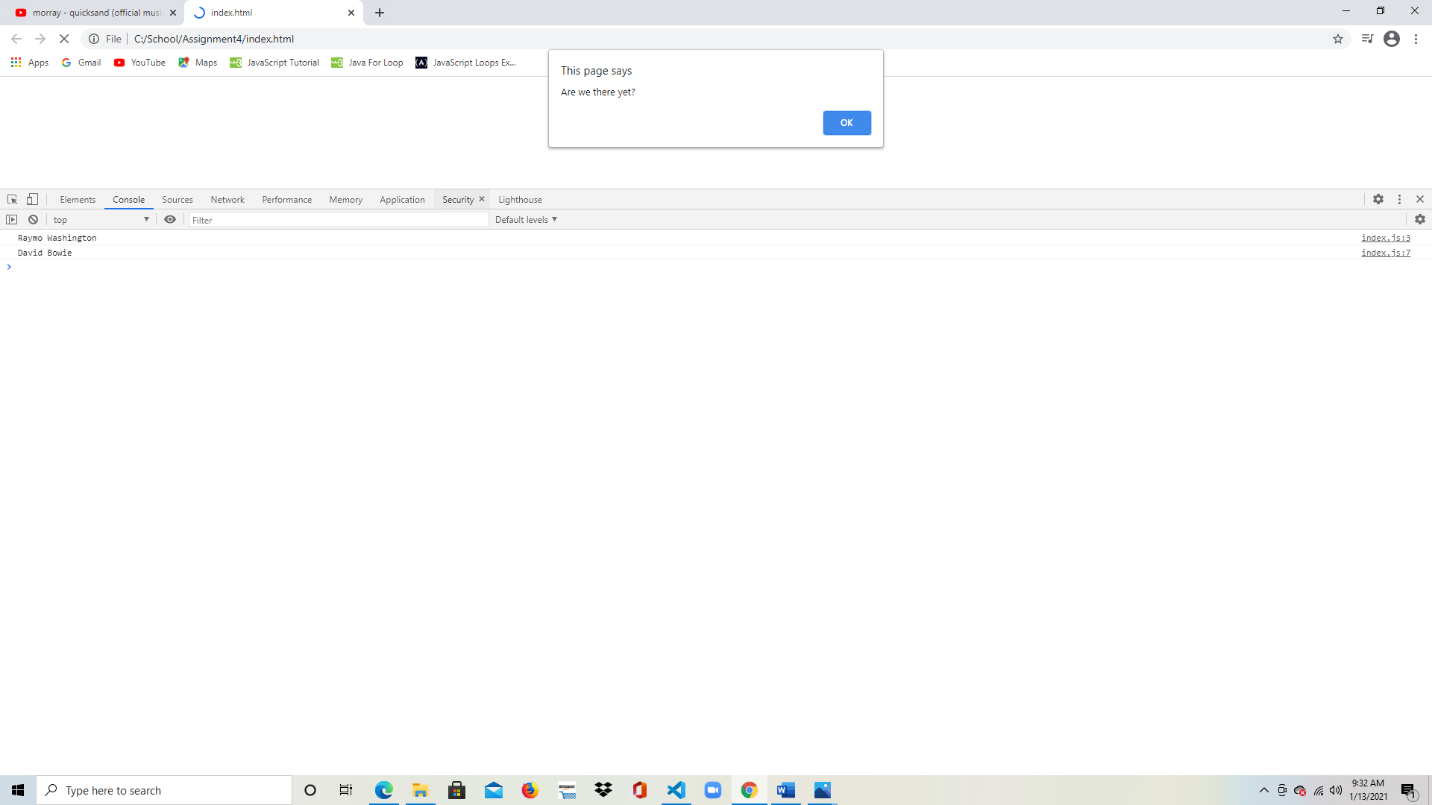 morray - quicksand (official musi
index.html
File
C:/School/Assignment4/index.html
Apps
Gmail
YouTube
Maps
JavaScript Tutorial
Java For Loop
JavaScript Loops Ex...
This page says
Are we there yet?
OK
Elements
Console
Sources
Network
Performance
Memory
Application
Security
Lighthouse
top
Filter
Default levels
Raymo Washington
index.js:3
David Bowie
index.js:7
Type here to search
9:32 AM
1/13/2021
1